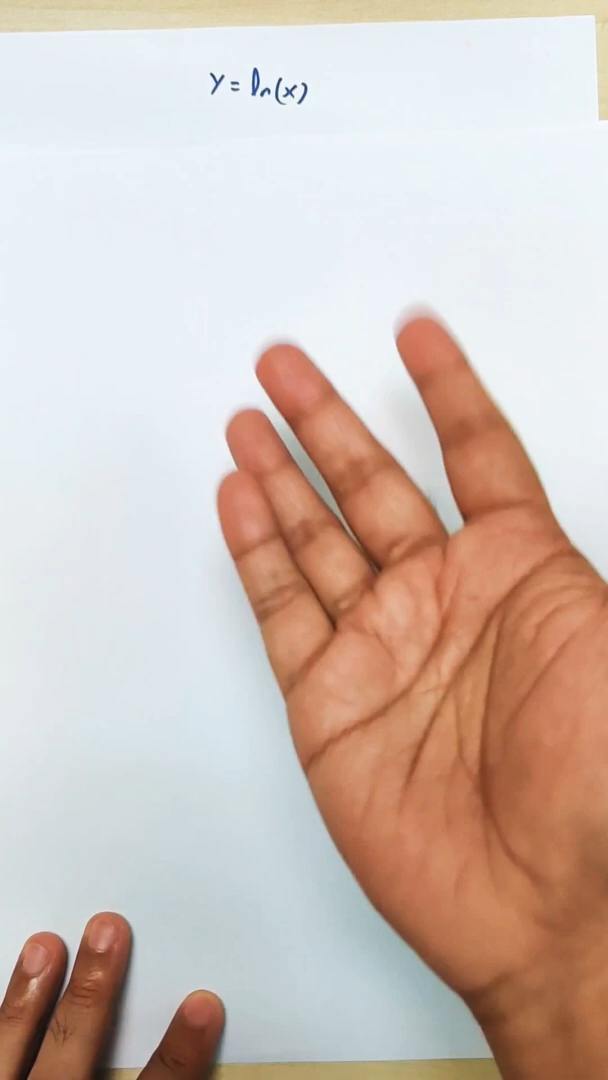 y = ln(x)